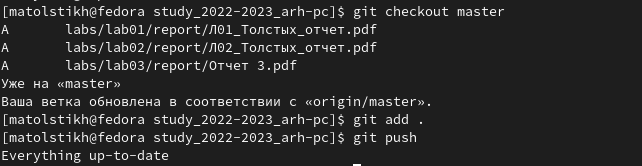 [matolstikh@fedora study_2022-2023_arh-pc]$ git checkout master
A       labs/lab01/report/Л01_Толстых_отчет.pdf
A       labs/lab02/report/Л02_Толстых_отчет.pdf
A       labs/lab03/report/Отчет 3.pdf
Уже на «master»
Ваша ветка обновлена в соответствии с «origin/master».
[matolstikh@fedora study_2022-2023_arh-pc]$ git add .
[matolstikh@fedora study_2022-2023_arh-pc]$ git push
Everything up-to-date